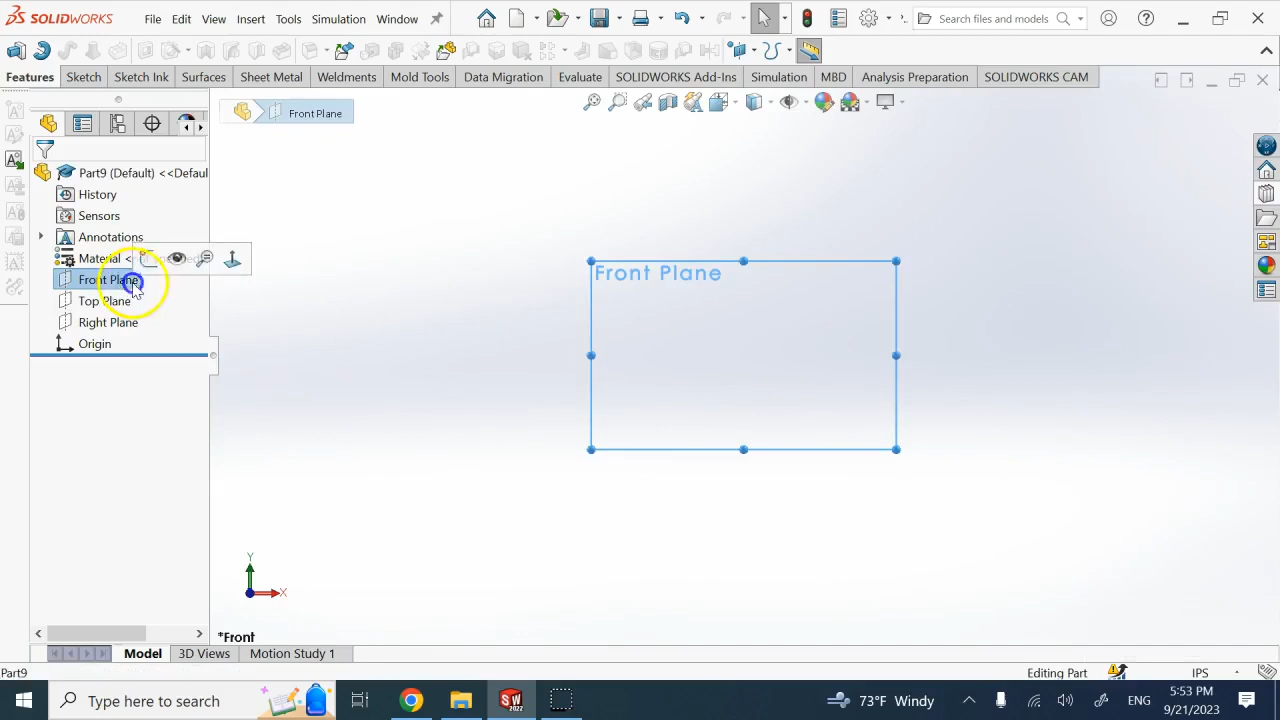 SOLIDWORKS File Edit View Insert Tools Simulation Window Search files and models
Features Sketch Sketch Ink Surfaces Sheet Metal Weldments Mold Tools Data Migration Evaluate SOLIDWORKS Add-Ins Simulation MBD Analysis Preparation SOLIDWORKS CAM
Front Plane
Part9 (Default) <<Defaul
History
Sensors
Annotations
Material <
Front Plane
Top Plane
Right Plane
Origin
Front Plane
Y
X
*Front
Model 3D Views Motion Study 1
Part9 Editing Part IPS
Type here to search 73°F Windy ENG 5:53 PM
9/21/2023
SW
2022